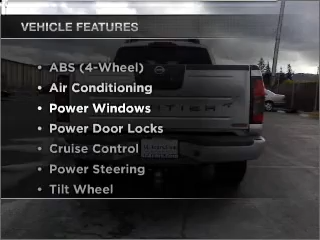 VEHICLE FEATURES
• ABS (4-Wheel)
• Air Conditioning
• Power Windows
• Power Door Locks
• Cruise Control
• Power Steering
• Tilt Wheel